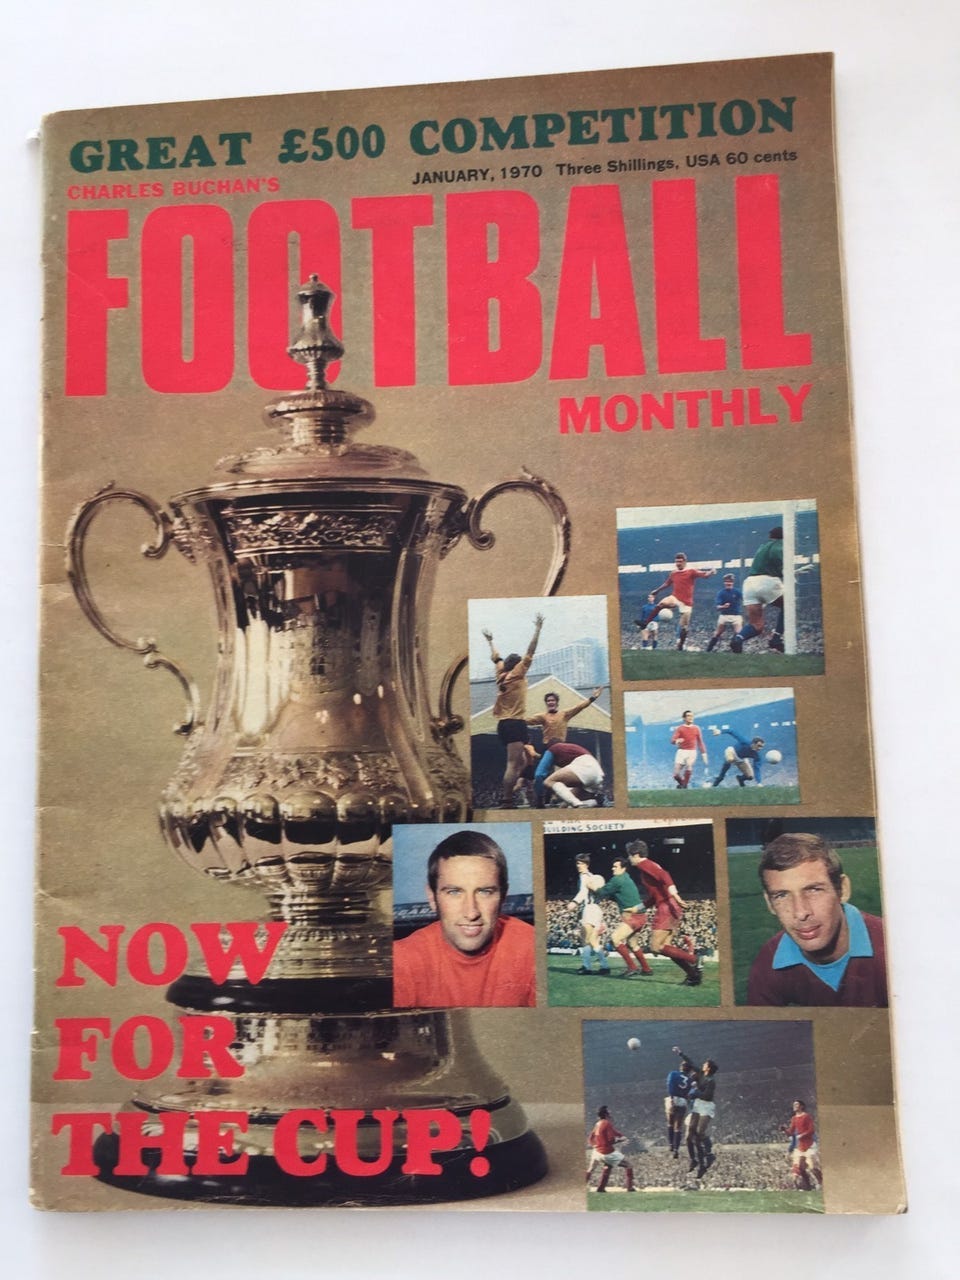 GREAT £500 COMPETITION
JANUARY, 1970 Three Shillings, USA 60 cents
CHARLES BUCHAN'S
FOOTBALL
MONTHLY
BUILDING SOCIETY
3
NOW
FOR
THE CUP!